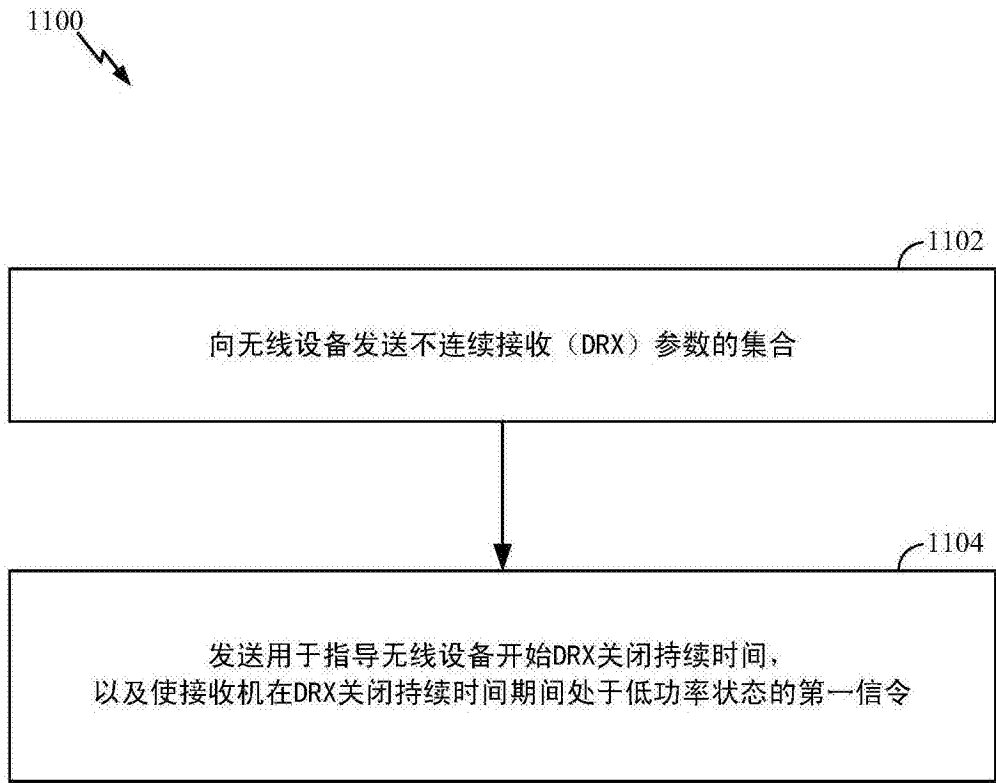 1100
1102
向无线设备发送不连续接收（DRX）参数的集合
1104
发送用于指导无线设备开始DRX关闭持续时间，
以及使接收机在DRX关闭持续时间期间处于低功率状态的第一信令